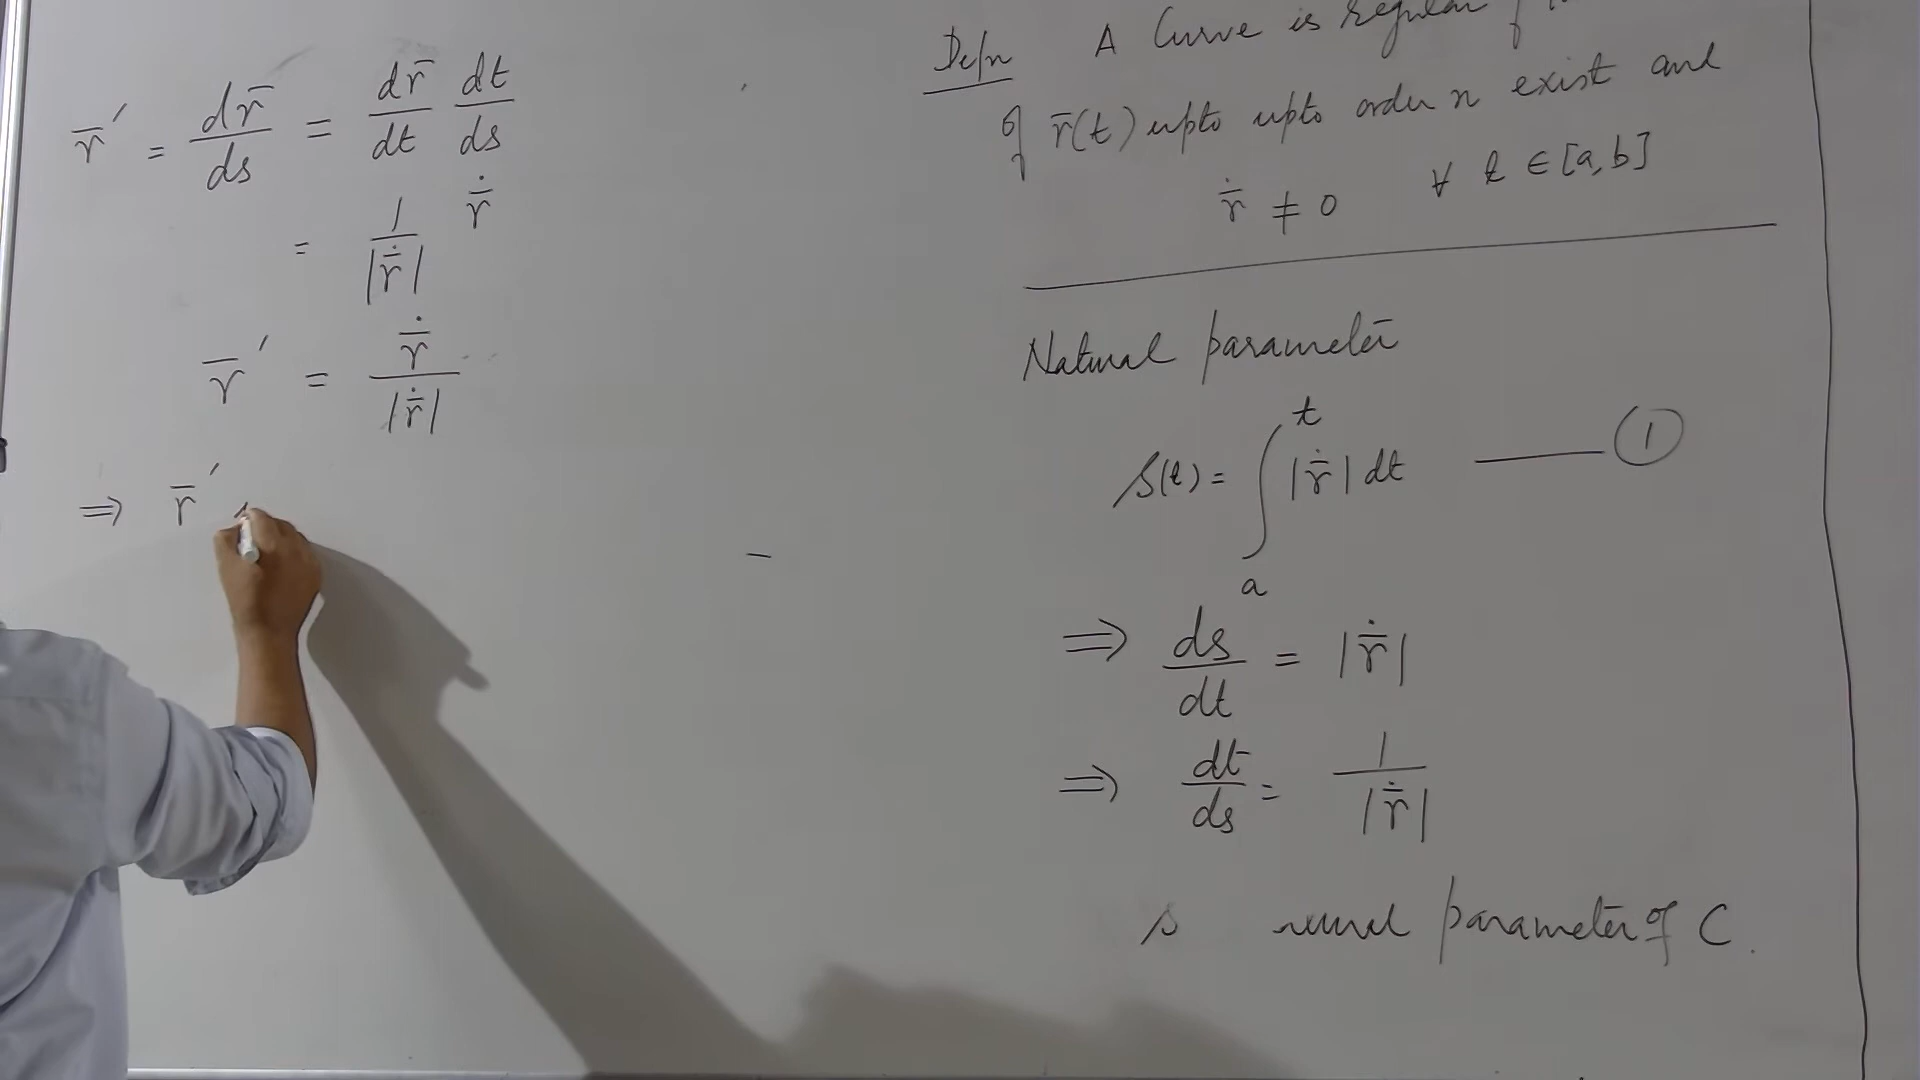 r̄′ = dr̄/ds = dr̄/dt dt/ds
= 1/|ṙ̄| ṙ̄
r̄′ = ṙ̄/|ṙ̄|
⇒ r̄′
Defn A Curve is regular
of r̄(t) upto upto order n exist and
ṙ̄ ≠ 0 ∀ t ∈ [a, b]
Natural parameter
S(t) = ∫ₐᵗ |ṙ̄| dt —— ①
⇒ ds/dt = |ṙ̄|
⇒ dt/ds = 1/|ṙ̄|
s parameter of C.